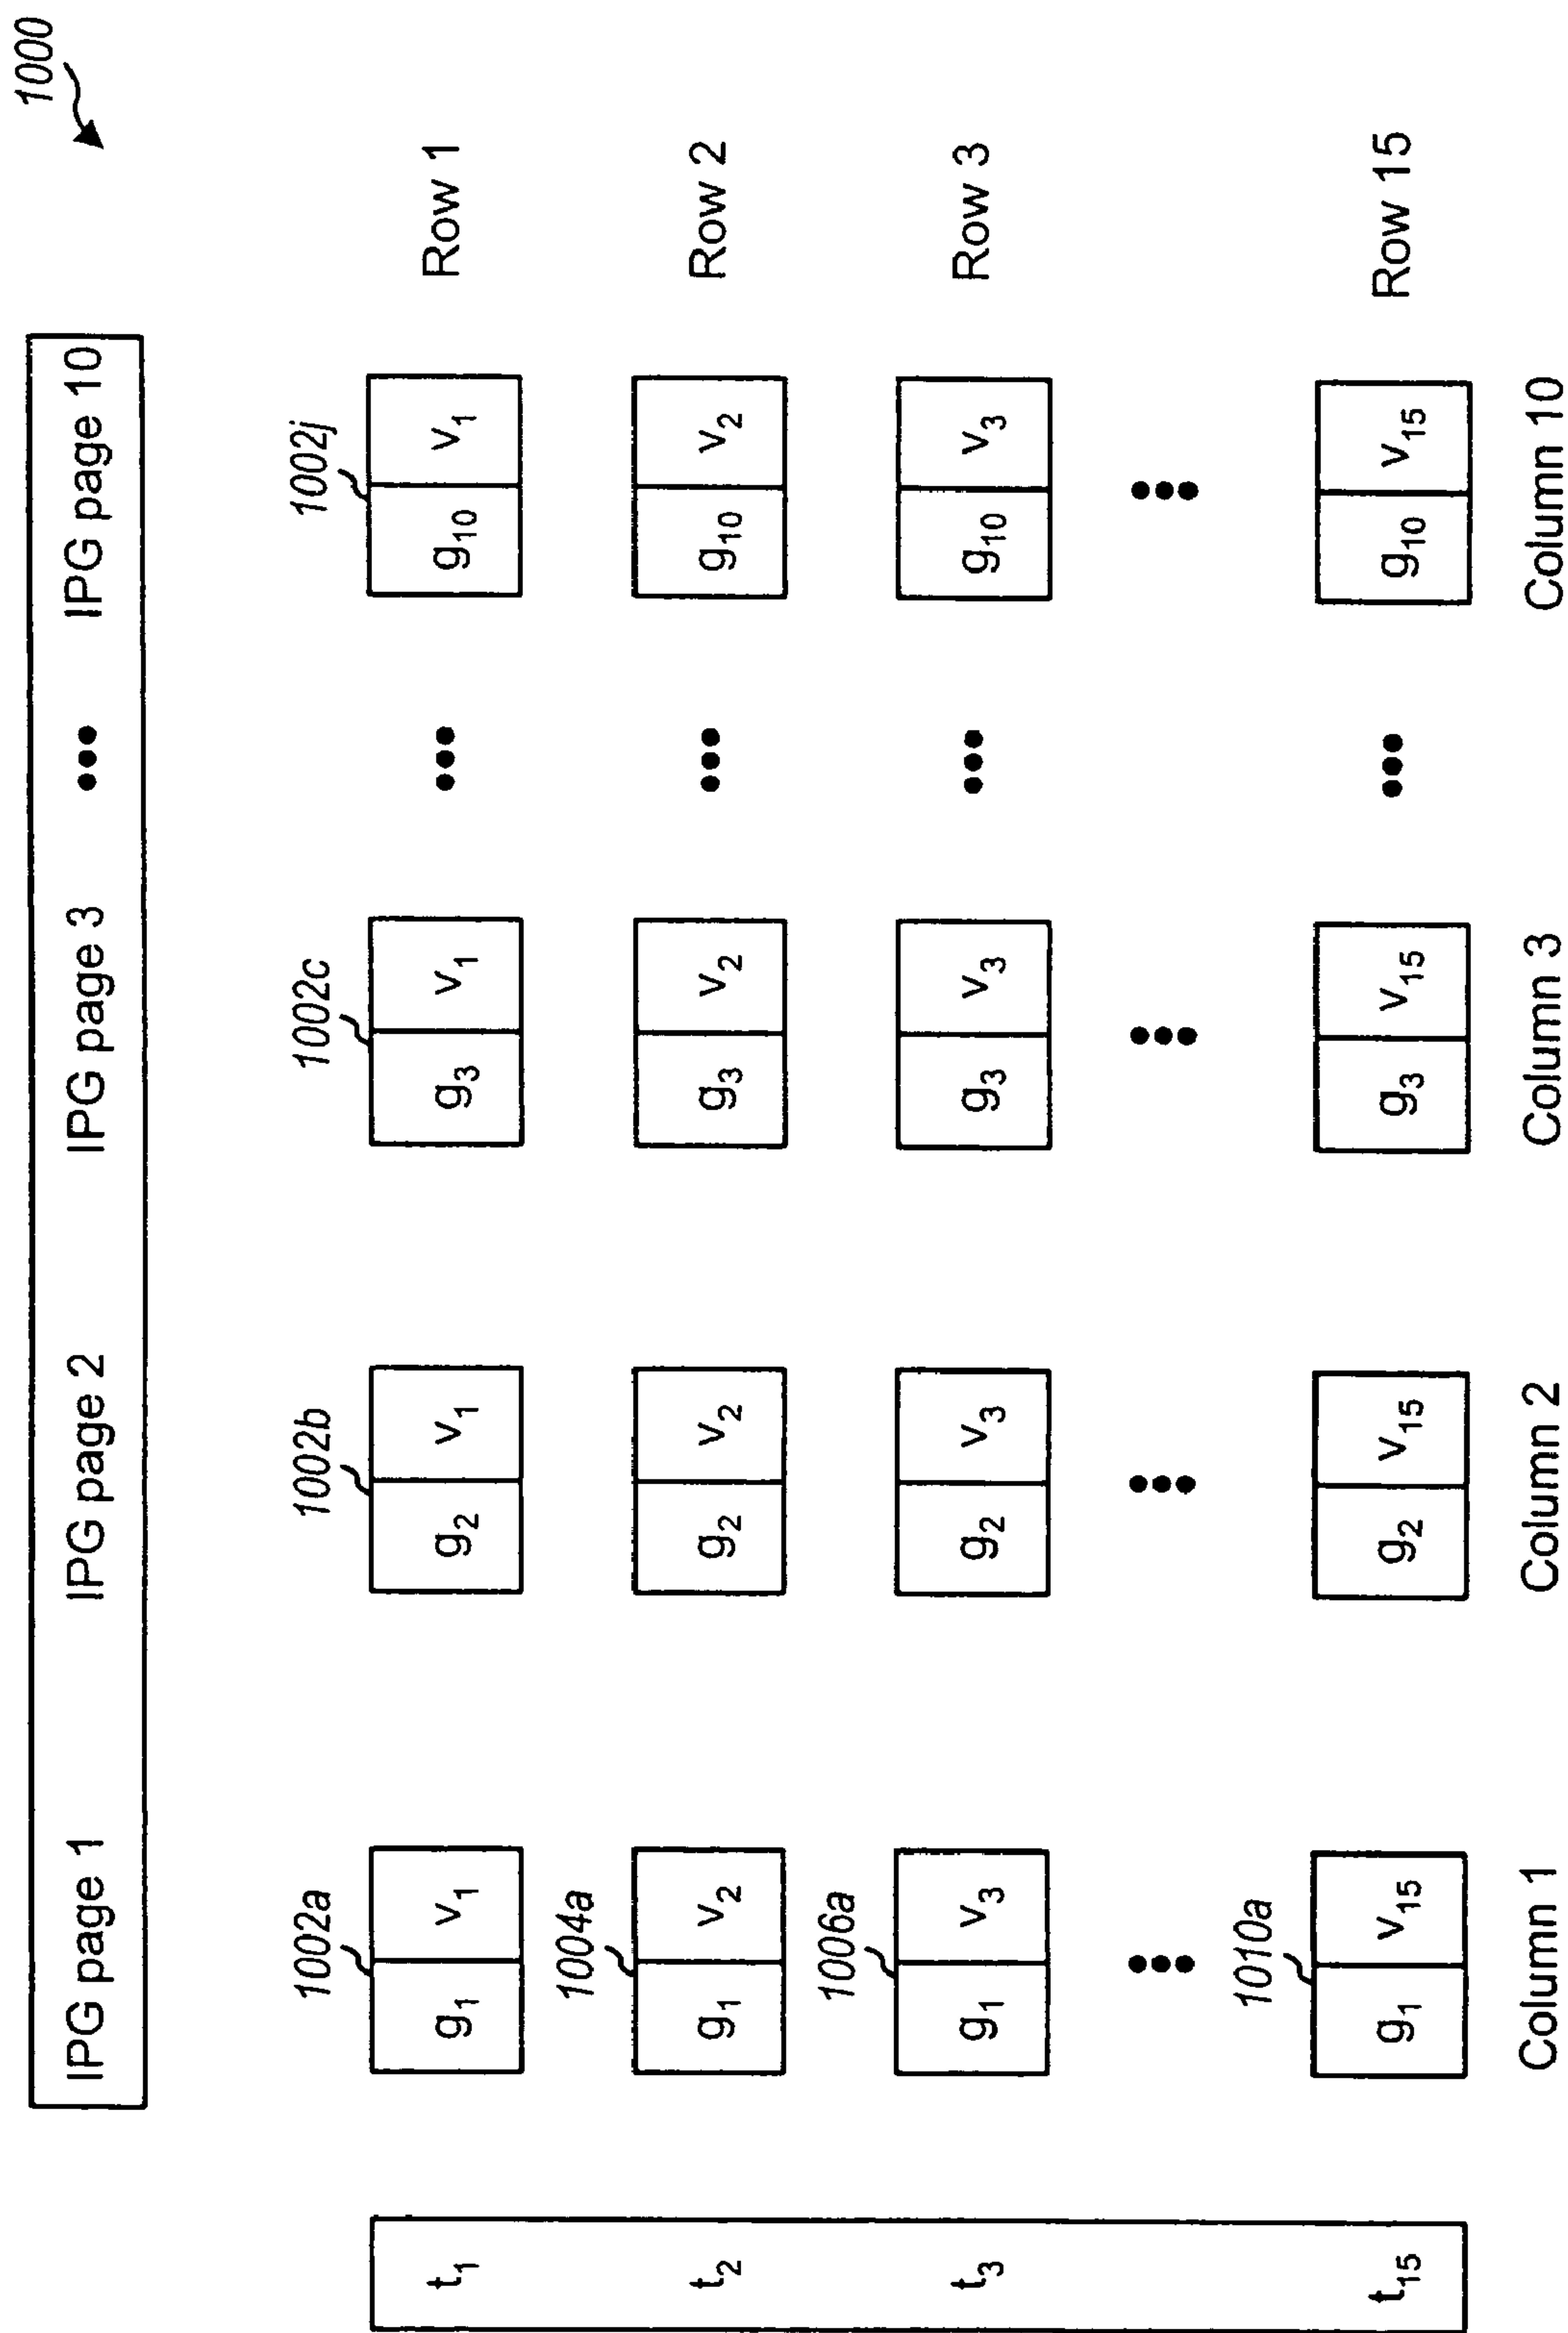 1000
IPG page 1 IPG page 2 IPG page 3 ••• IPG page 10
1002a 1002b 1002c 1002j
t₁ g₁ v₁ g₂ v₁ g₃ v₁ ••• g₁₀ v₁ Row 1
1004a
t₂ g₁ v₂ g₂ v₂ g₃ v₂ ••• g₁₀ v₂ Row 2
1006a
t₃ g₁ v₃ g₂ v₃ g₃ v₃ ••• g₁₀ v₃ Row 3
••• ••• ••• •••
1010a
t₁₅ g₁ v₁₅ g₂ v₁₅ g₃ v₁₅ ••• g₁₀ v₁₅ Row 15
Column 1 Column 2 Column 3 Column 10